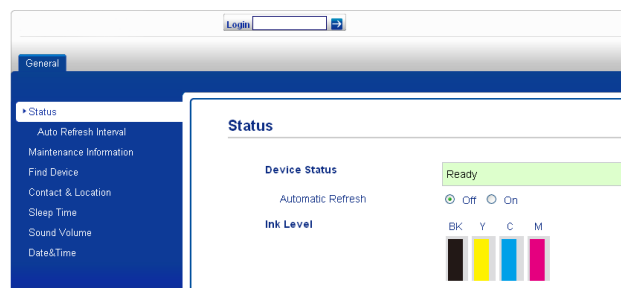 Login
General
Status
Auto Refresh Interval
Maintenance Information
Find Device
Contact & Location
Sleep Time
Sound Volume
Date&Time
Status
Device Status Ready
Automatic Refresh Off On
Ink Level BK Y C M